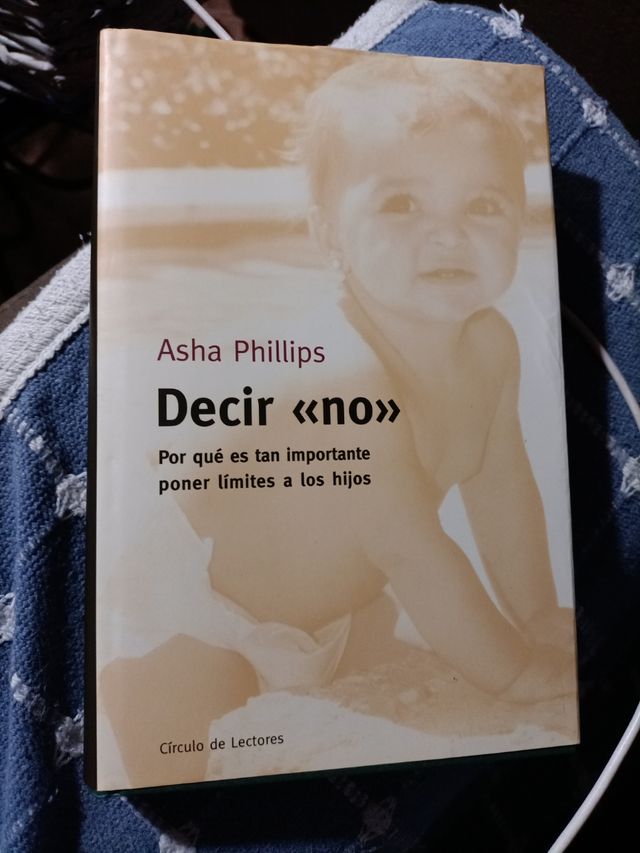 Asha Phillips
Decir «no»
Por qué es tan importante
poner límites a los hijos
Círculo de Lectores